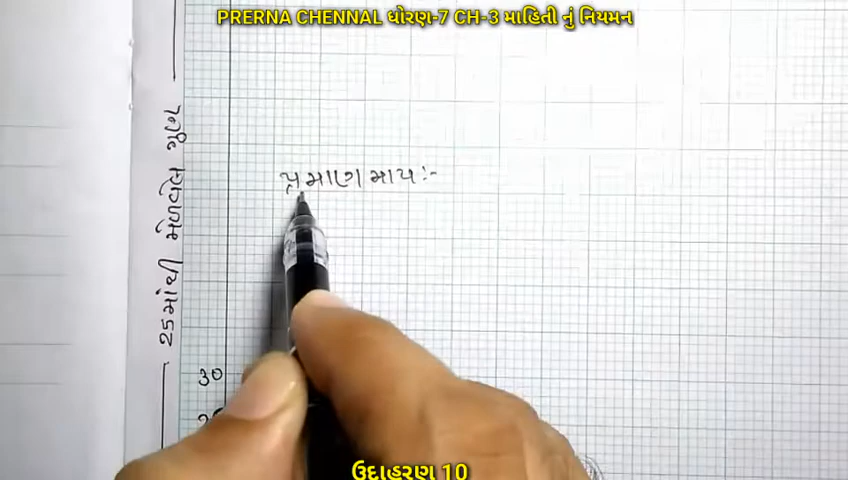 PRERNA CHENNAL ધોરણ-7 CH-3 માહિતી નું નિયમન
પ્રમાણમાપ :-
25માંથી મેળવેલ ગુણ
30
ઉદાહરણ 10